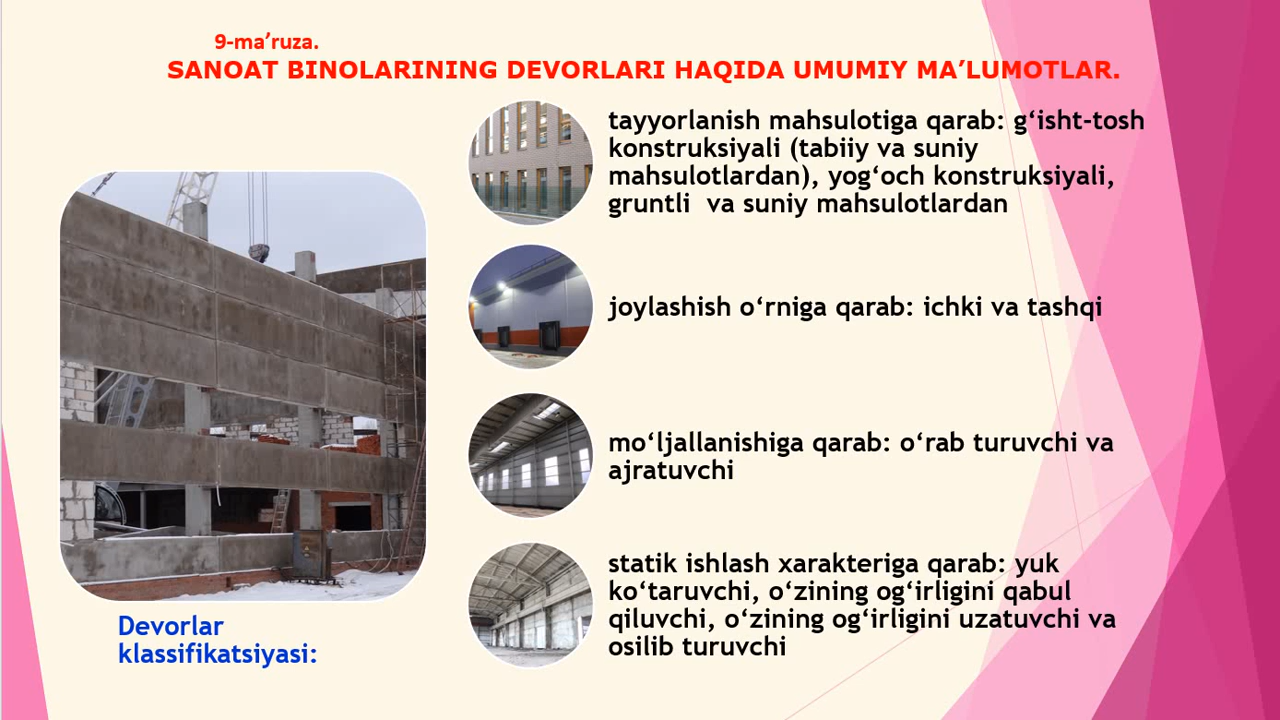 9-ma’ruza.
SANOAT BINOLARINING DEVORLARI HAQIDA UMUMIY MA’LUMOTLAR.
tayyorlanish mahsulotiga qarab: g‘isht-tosh
konstruksiyali (tabiiy va suniy
mahsulotlardan), yog‘och konstruksiyali,
gruntli  va suniy mahsulotlardan
joylashish o‘rniga qarab: ichki va tashqi
mo‘ljallanishiga qarab: o‘rab turuvchi va
ajratuvchi
statik ishlash xarakteriga qarab: yuk
ko‘taruvchi, o‘zining og‘irligini qabul
qiluvchi, o‘zining og‘irligini uzatuvchi va
osilib turuvchi
Devorlar
klassifikatsiyasi: